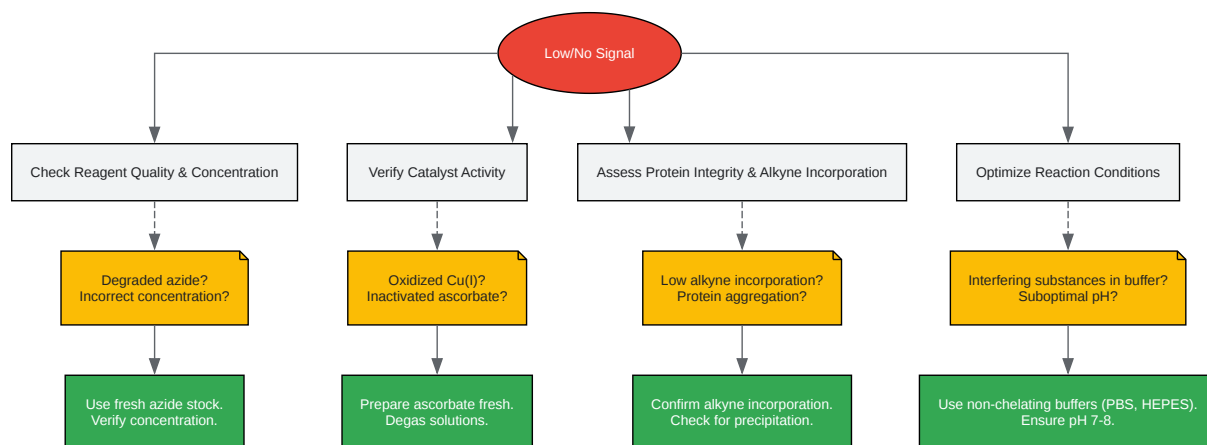 Low/No Signal
Check Reagent Quality & Concentration
Verify Catalyst Activity
Assess Protein Integrity & Alkyne Incorporation
Optimize Reaction Conditions
Degraded azide?
Incorrect concentration?
Oxidized Cu(I)?
Inactivated ascorbate?
Low alkyne incorporation?
Protein aggregation?
Interfering substances in buffer?
Suboptimal pH?
Use fresh azide stock.
Verify concentration.
Prepare ascorbate fresh.
Degas solutions.
Confirm alkyne incorporation.
Check for precipitation.
Use non-chelating buffers (PBS, HEPES).
Ensure pH 7-8.